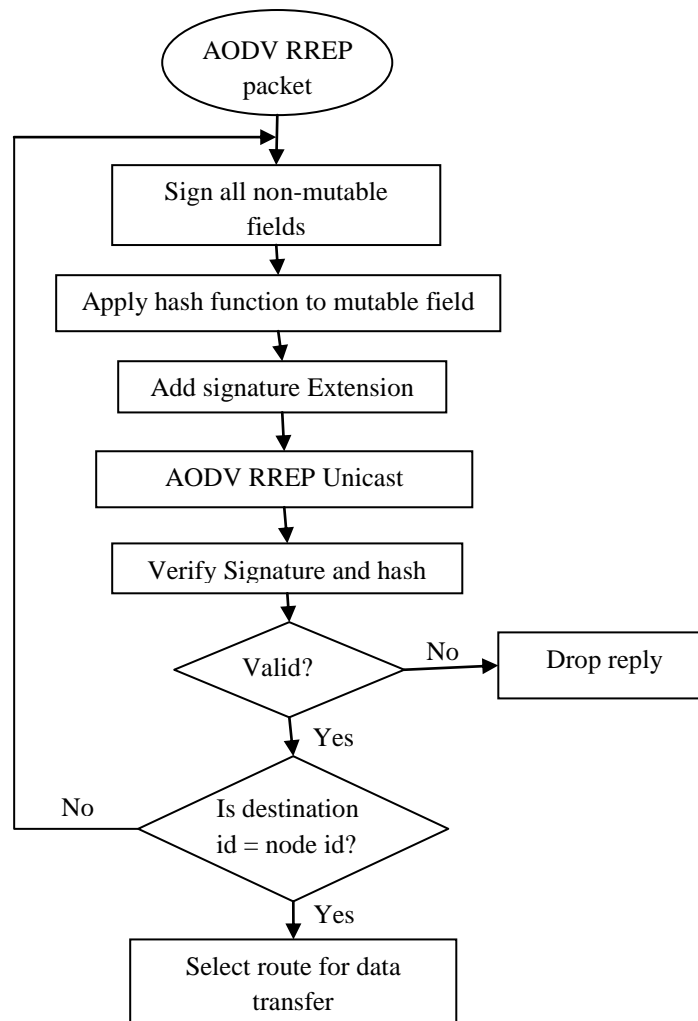 AODV RREP
packet
Sign all non-mutable
fields
Apply hash function to mutable field
Add signature Extension
AODV RREP Unicast
Verify Signature and hash
Valid?
No
Drop reply
Yes
No
Is destination
id = node id?
Yes
Select route for data
transfer